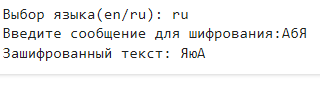 Выбор языка(en/ru): ru
Введите сообщение для шифрования:АбЯ
Зашифрованный текст: ЯюА